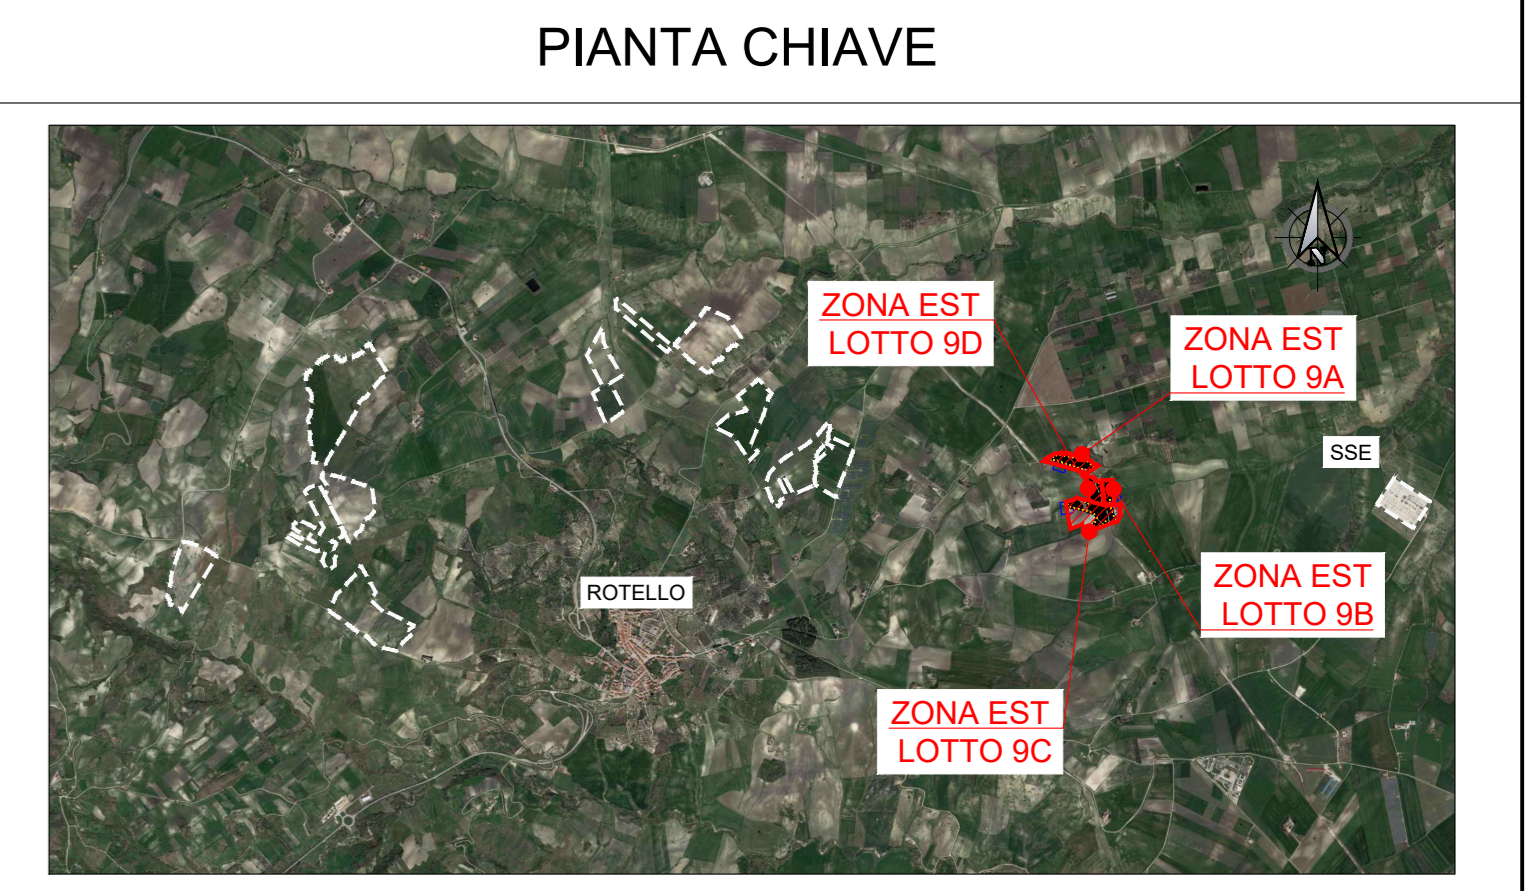 PIANTA CHIAVE
ZONA EST
LOTTO 9D
ZONA EST
LOTTO 9A
SSE
ZONA EST
LOTTO 9B
ROTELLO
ZONA EST
LOTTO 9C